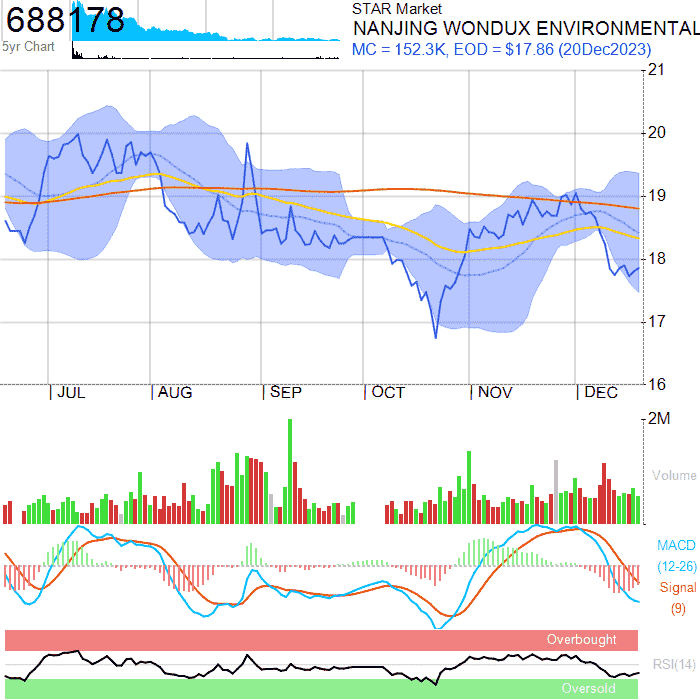 688178
5yr Chart
STAR Market
NANJING WONDUX ENVIRONMENTAL
MC = 152.3K, EOD = $17.86 (20Dec2023)
21
20
19
18
17
16
JUL
AUG
SEP
OCT
NOV
DEC
2M
Volume
MACD
(12-26)
Signal
(9)
Overbought
RSI(14)
Oversold